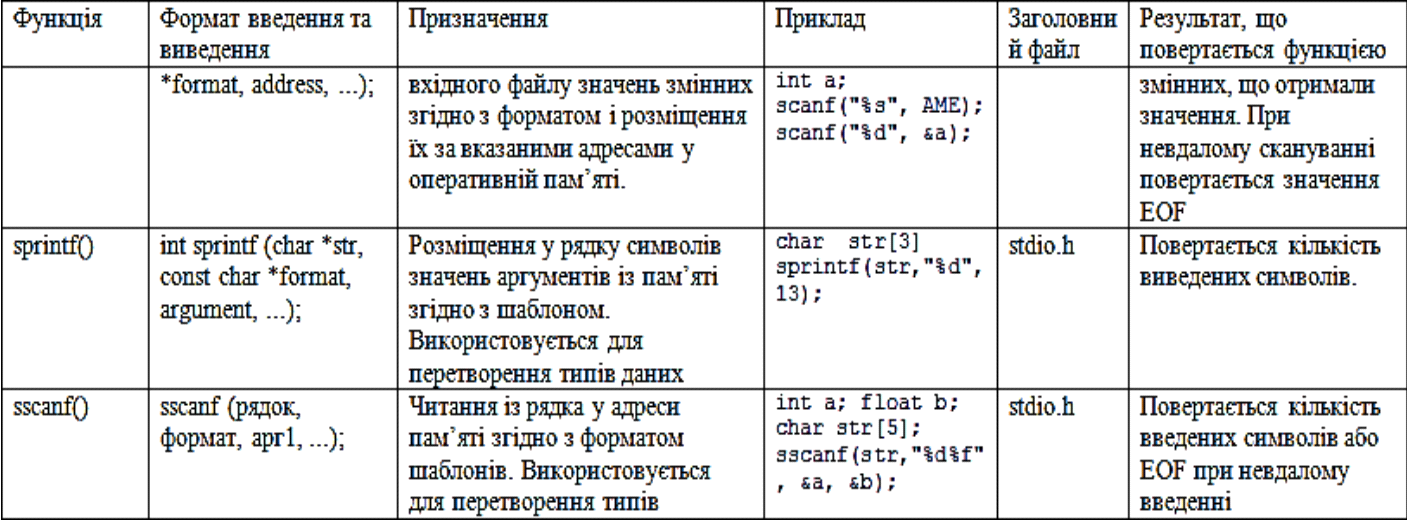 Функція
Формат введення та
виведення
Призначення
Приклад
Заголовни
й файл
Результат, що
повертається функцією
*format, address, ...);
вхідного файлу значень змінних
згідно з форматом і розміщення
їх за вказаними адресами у
оперативній пам’яті.
int a;
scanf("%s", AME);
scanf("%d", &a);
змінних, що отримали
значення. При
невдалому скануванні
повертається значення
EOF
sprintf()
int sprintf (char *str,
const char *format,
argument, ...);
Розміщення у рядку символів
значень аргументів із пам’яті
згідно з шаблоном.
Використовується для
перетворення типів даних
char str[3]
sprintf(str,"%d",
13);
stdio.h
Повертається кількість
виведених символів.
sscanf()
sscanf (рядок,
формат, арг1, ...);
Читання із рядка у адреси
пам’яті згідно з форматом
шаблонів. Використовується
для перетворення типів
int a; float b;
char str[5];
sscanf(str,"%d%f"
, &a, &b);
stdio.h
Повертається кількість
введених символів або
EOF при невдалому
введенні